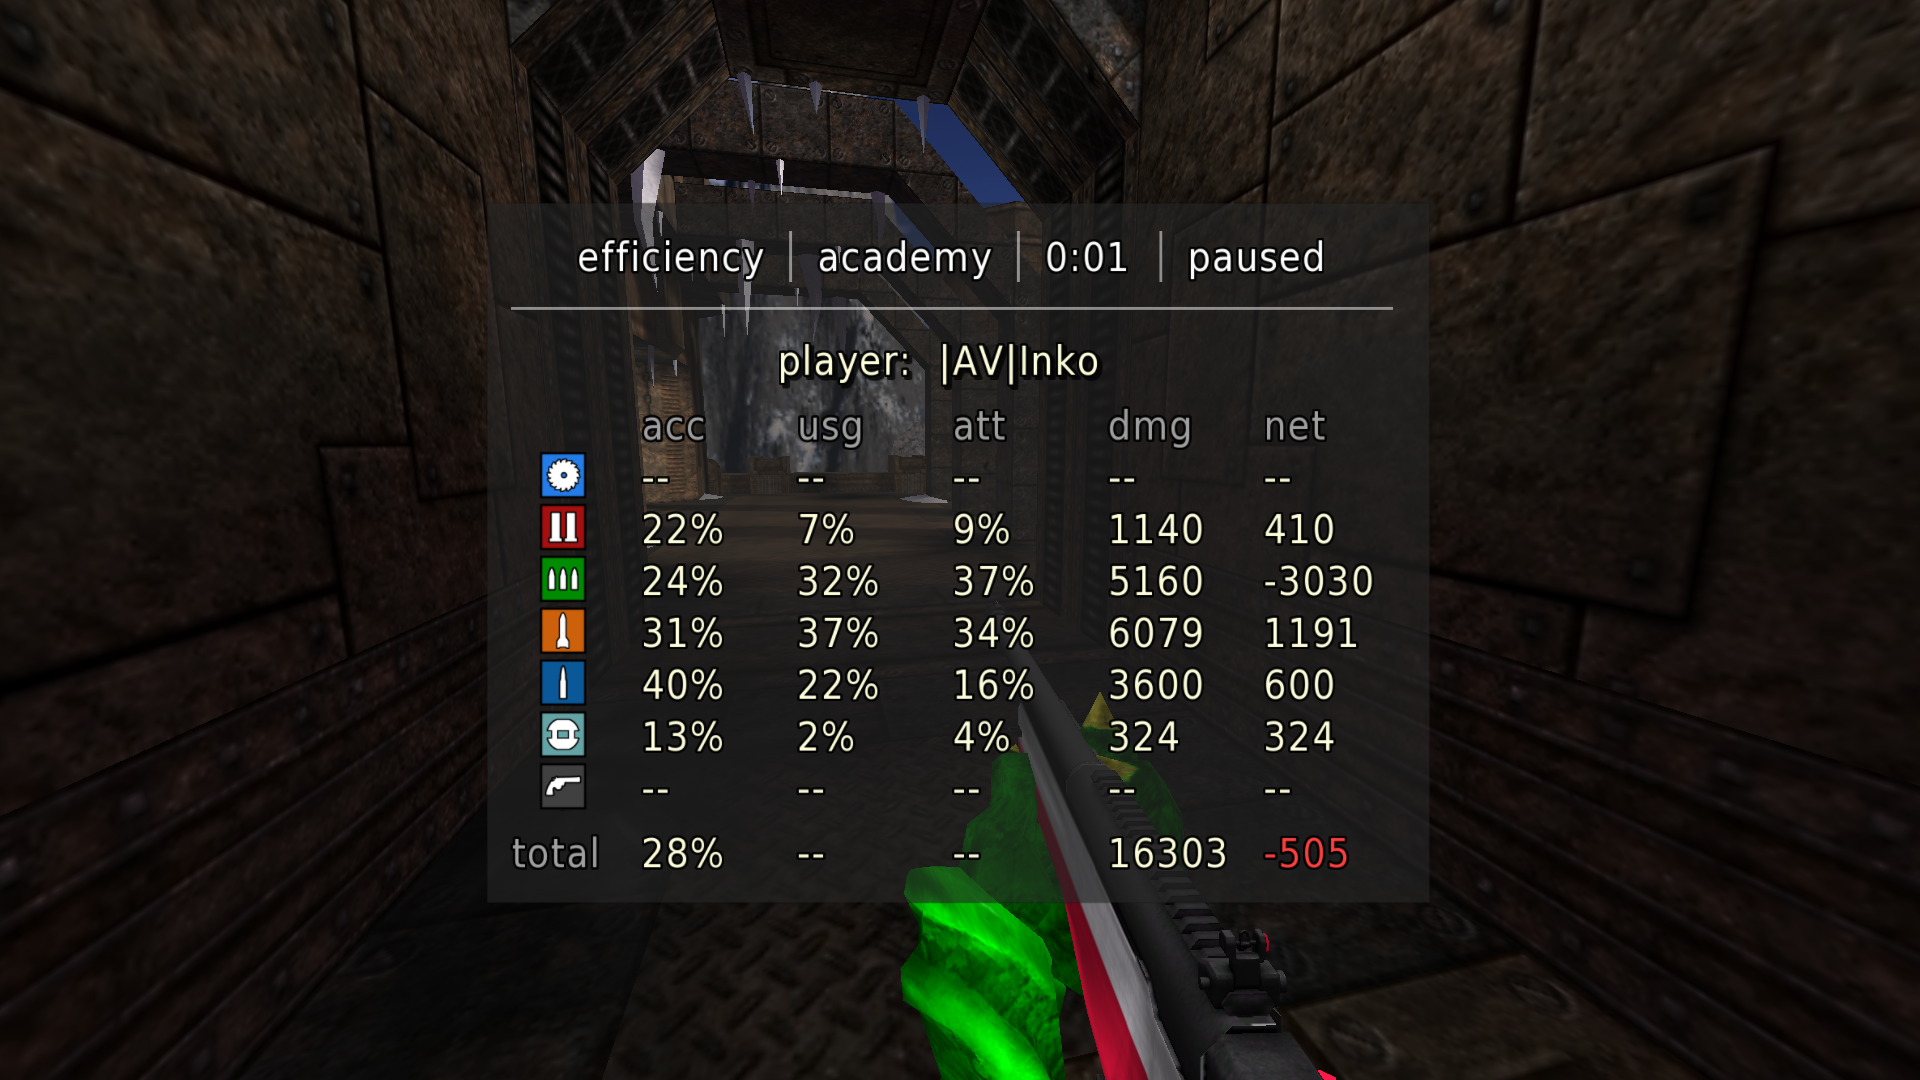 efficiency | academy | 0:01 | paused
player: |AV|Inko
acc usg att dmg net
-- -- -- -- --
22% 7% 9% 1140 410
24% 32% 37% 5160 -3030
31% 37% 34% 6079 1191
40% 22% 16% 3600 600
13% 2% 4% 324 324
-- -- -- -- --
total 28% -- -- 16303 -505